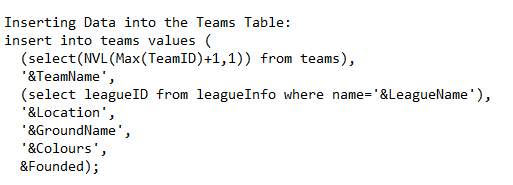 Inserting Data into the Teams Table:
insert into teams values (
(select(NVL(Max(TeamID)+1,1)) from teams),
'&TeamName',
(select leagueID from leagueInfo where name='&LeagueName'),
'&Location',
'&GroundName',
'&Colours',
&Founded);